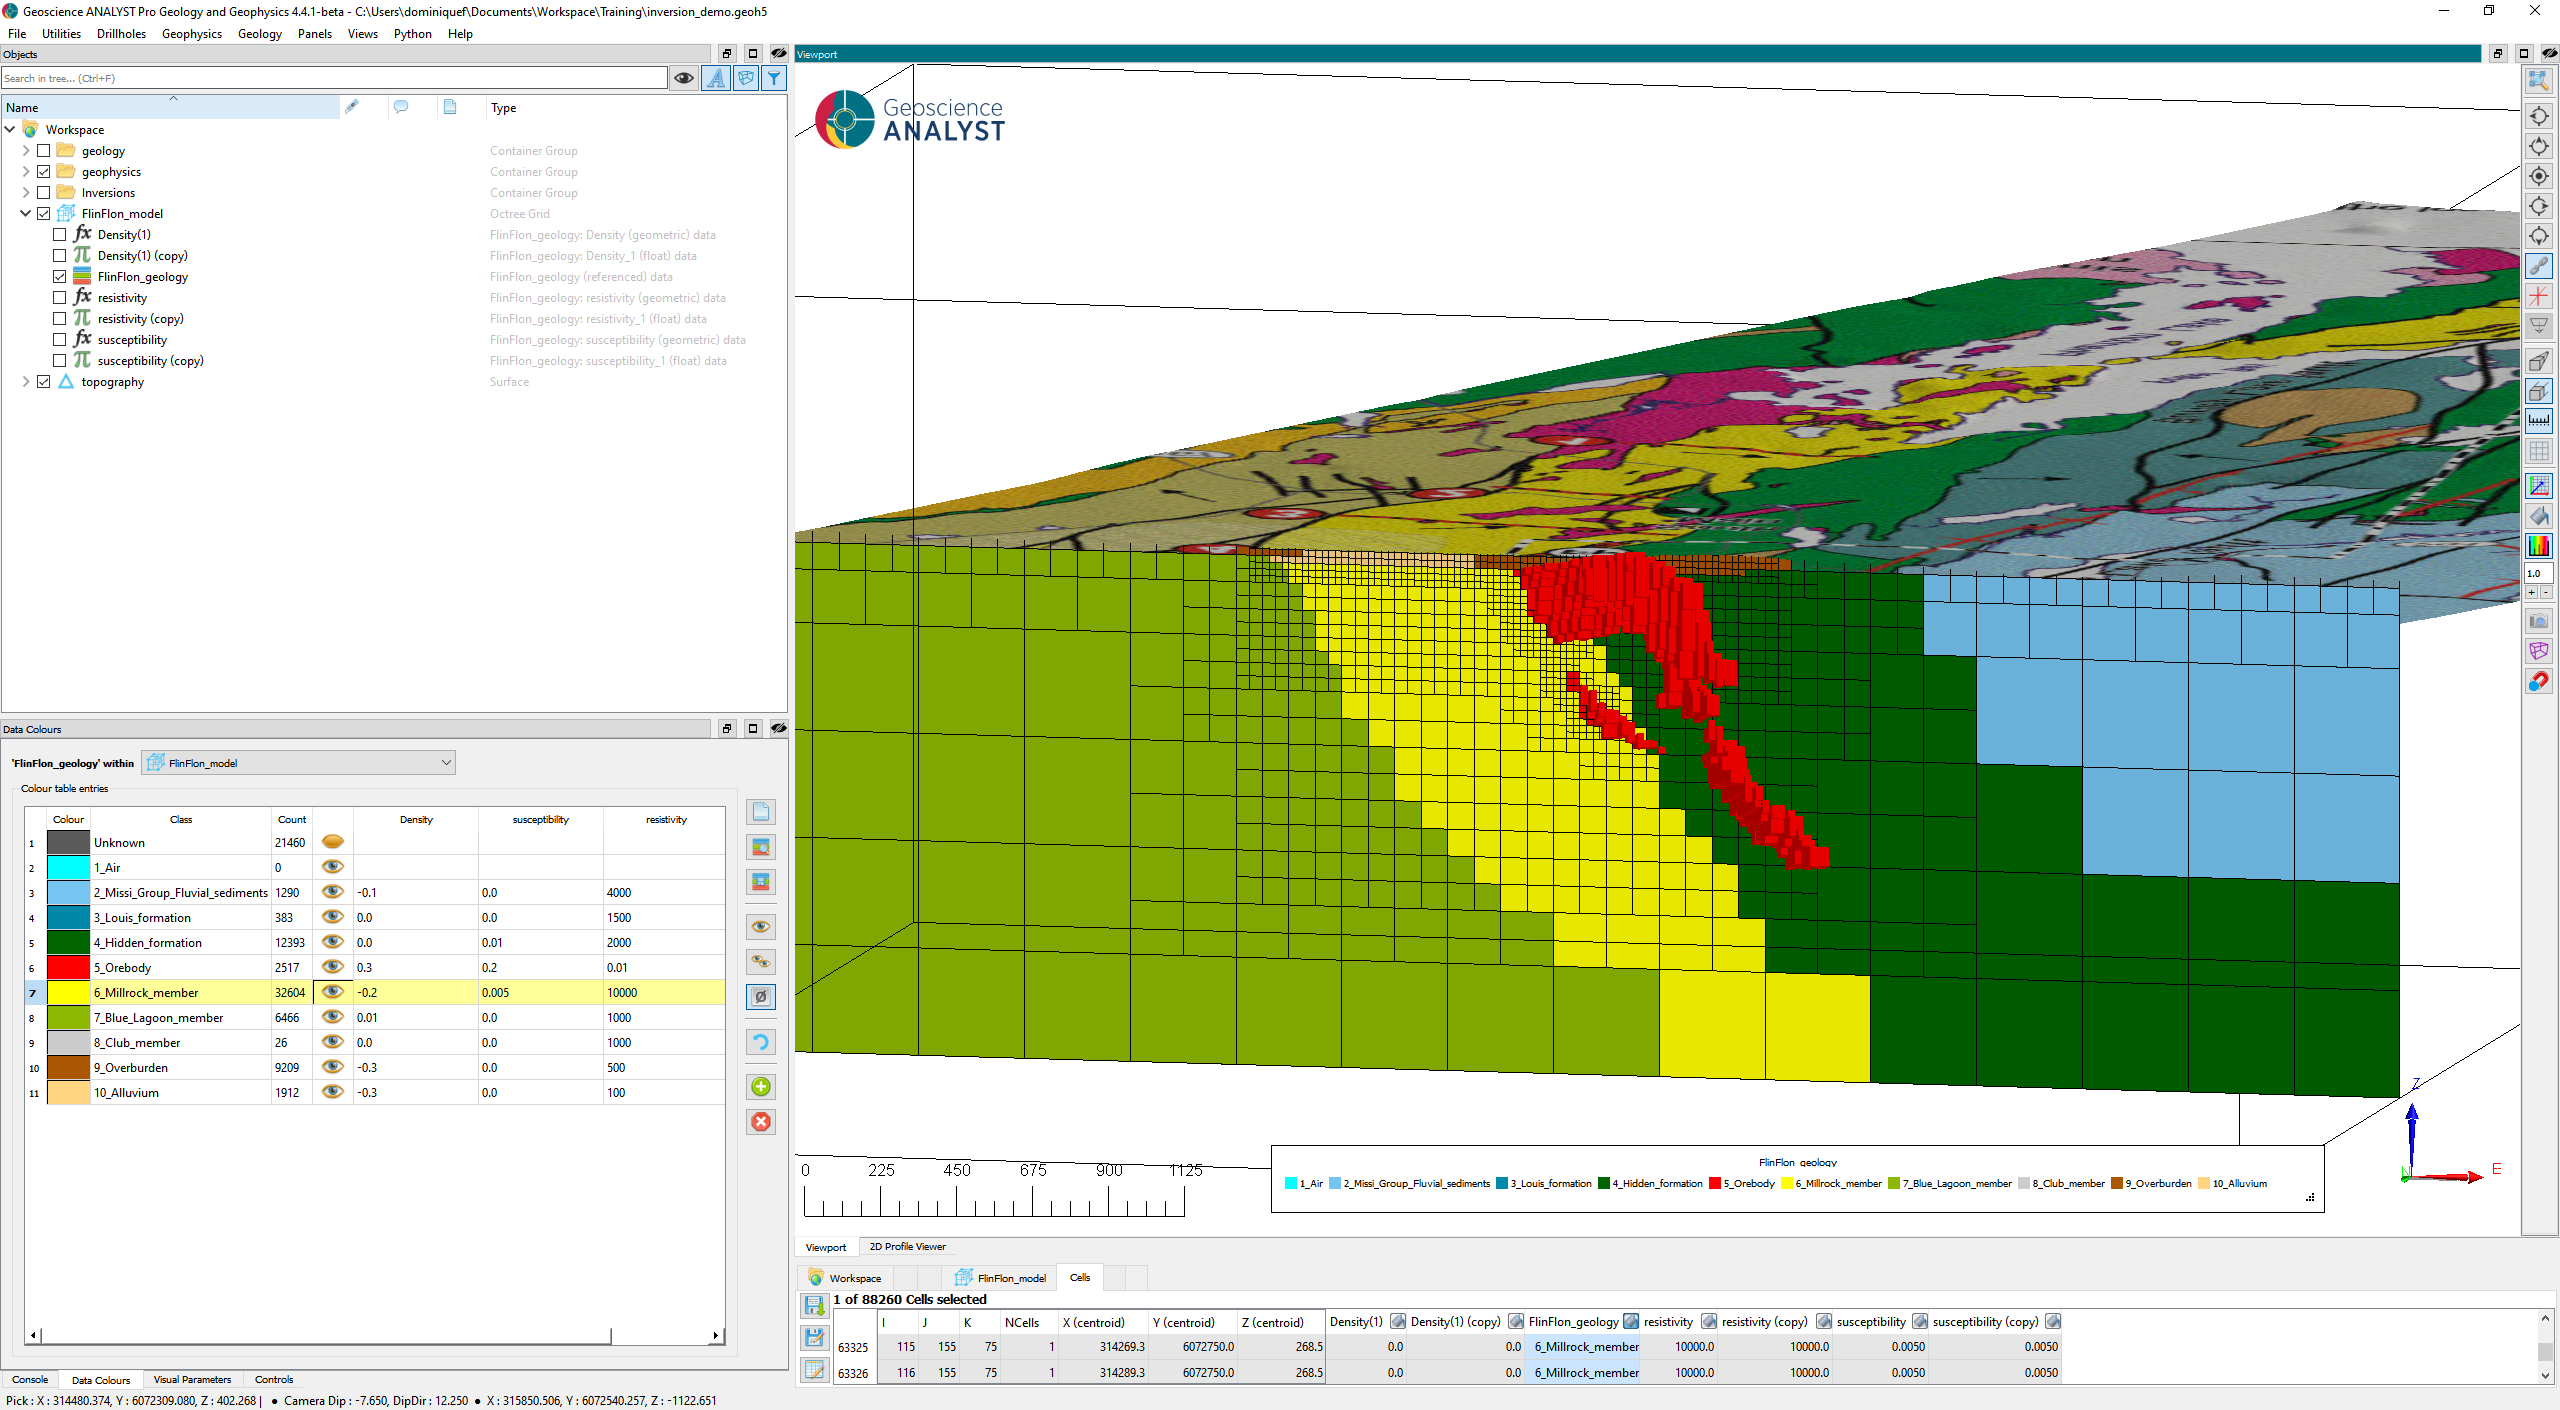 Geoscience ANALYST Pro Geology and Geophysics 4.4.1-beta - C:\Users\dominiquef\Documents\Workspace\Training\inversion_demo.geoh5
File Utilities Drillholes Geophysics Geology Panels Views Python Help
Objects
Search in tree... (Ctrl+F)
Name Type
Workspace
geology Container Group
geophysics Container Group
Inversions Container Group
FlinFlon_model Octree Grid
fx Density(1) FlinFlon_geology: Density (geometric) data
π Density(1) (copy) FlinFlon_geology: Density_1 (float) data
FlinFlon_geology FlinFlon_geology (referenced) data
fx resistivity FlinFlon_geology: resistivity (geometric) data
π resistivity (copy) FlinFlon_geology: resistivity_1 (float) data
fx susceptibility FlinFlon_geology: susceptibility (geometric) data
π susceptibility (copy) FlinFlon_geology: susceptibility_1 (float) data
topography Surface
Data Colours
'FlinFlon_geology' within FlinFlon_model
Colour table entries
Colour Class Count Density susceptibility resistivity
1 Unknown 21460
2 1_Air 0
3 2_Missi_Group_Fluvial_sediments 1290 -0.1 0.0 4000
4 3_Louis_formation 383 0.0 0.0 1500
5 4_Hidden_formation 12393 0.0 0.01 2000
6 5_Orebody 2517 0.3 0.2 0.01
7 6_Millrock_member 32604 -0.2 0.005 10000
8 7_Blue_Lagoon_member 6466 0.01 0.0 1000
9 8_Club_member 26 0.0 0.0 1000
10 9_Overburden 9209 -0.3 0.0 500
11 10_Alluvium 1912 -0.3 0.0 100
Console Data Colours Visual Parameters Controls
Viewport
Geoscience
ANALYST
1.0
+ -
Z
E
N
0 225 450 675 900 1125
FlinFlon_geology
1_Air 2_Missi_Group_Fluvial_sediments 3_Louis_formation 4_Hidden_formation 5_Orebody 6_Millrock_member 7_Blue_Lagoon_member 8_Club_member 9_Overburden 10_Alluvium
Viewport 2D Profile Viewer
Workspace FlinFlon_model Cells
1 of 88260 Cells selected
I J K NCells X (centroid) Y (centroid) Z (centroid) Density(1) Density(1) (copy) FlinFlon_geology resistivity resistivity (copy) susceptibility susceptibility (copy)
63325 115 155 75 1 314269.3 6072750.0 268.5 0.0 0.0 6_Millrock_member 10000.0 10000.0 0.0050 0.0050
63326 116 155 75 1 314289.3 6072750.0 268.5 0.0 0.0 6_Millrock_member 10000.0 10000.0 0.0050 0.0050
Pick : X : 314480.374, Y : 6072309.080, Z : 402.268 | ● Camera Dip : -7.650, DipDir : 12.250 ● X : 315850.506, Y : 6072540.257, Z : -1122.651